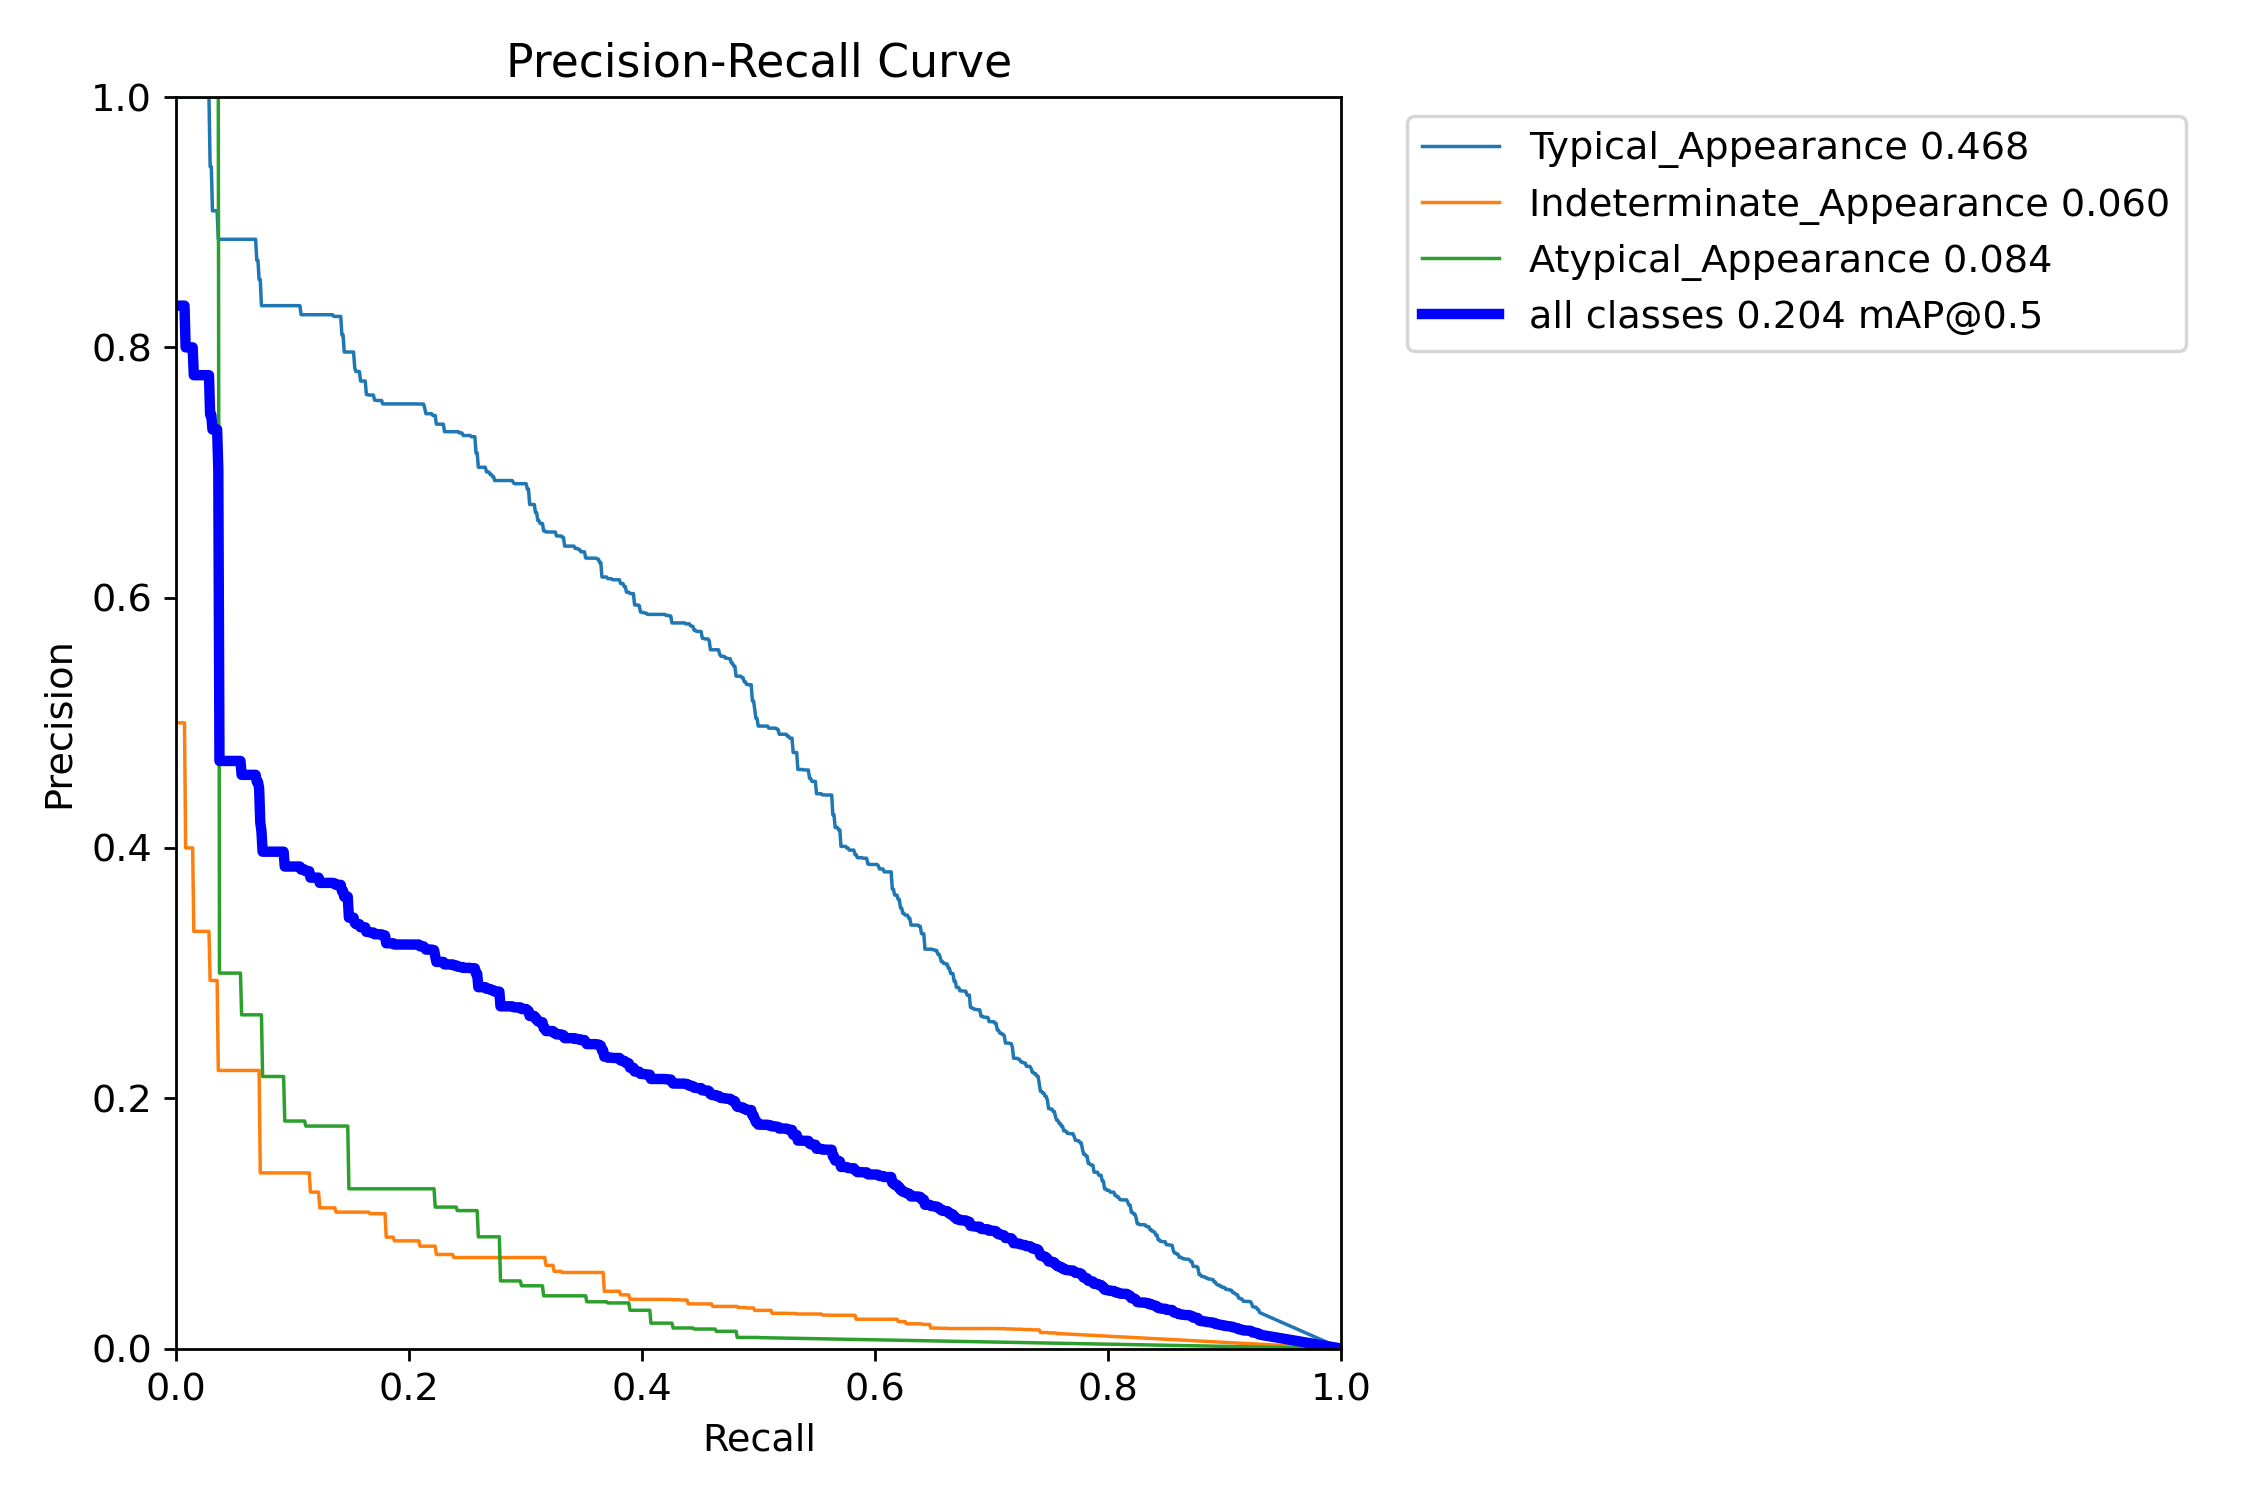 Precision-Recall Curve
1.0
0.8
0.6
0.4
0.2
0.0
Precision
0.0 0.2 0.4 0.6 0.8 1.0
Recall
Typical_Appearance 0.468
Indeterminate_Appearance 0.060
Atypical_Appearance 0.084
all classes 0.204 mAP@0.5